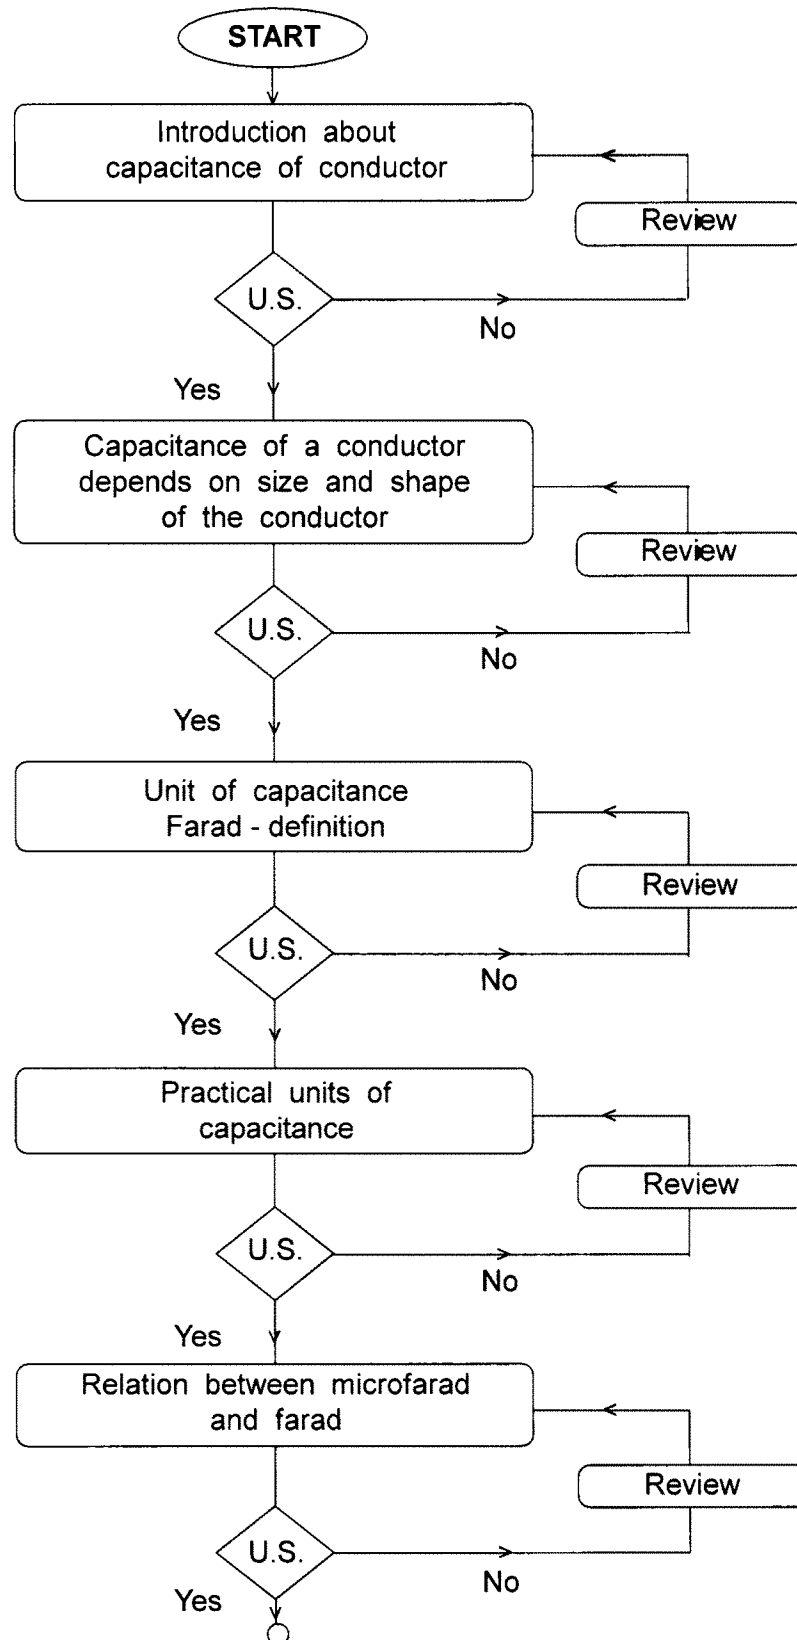 START
Introduction about
capacitance of conductor
Review
U.S.
No
Yes
Capacitance of a conductor
depends on size and shape
of the conductor
Review
U.S.
No
Yes
Unit of capacitance
Farad - definition
Review
U.S.
No
Yes
Practical units of
capacitance
Review
U.S.
No
Yes
Relation between microfarad
and farad
Review
U.S.
No
Yes